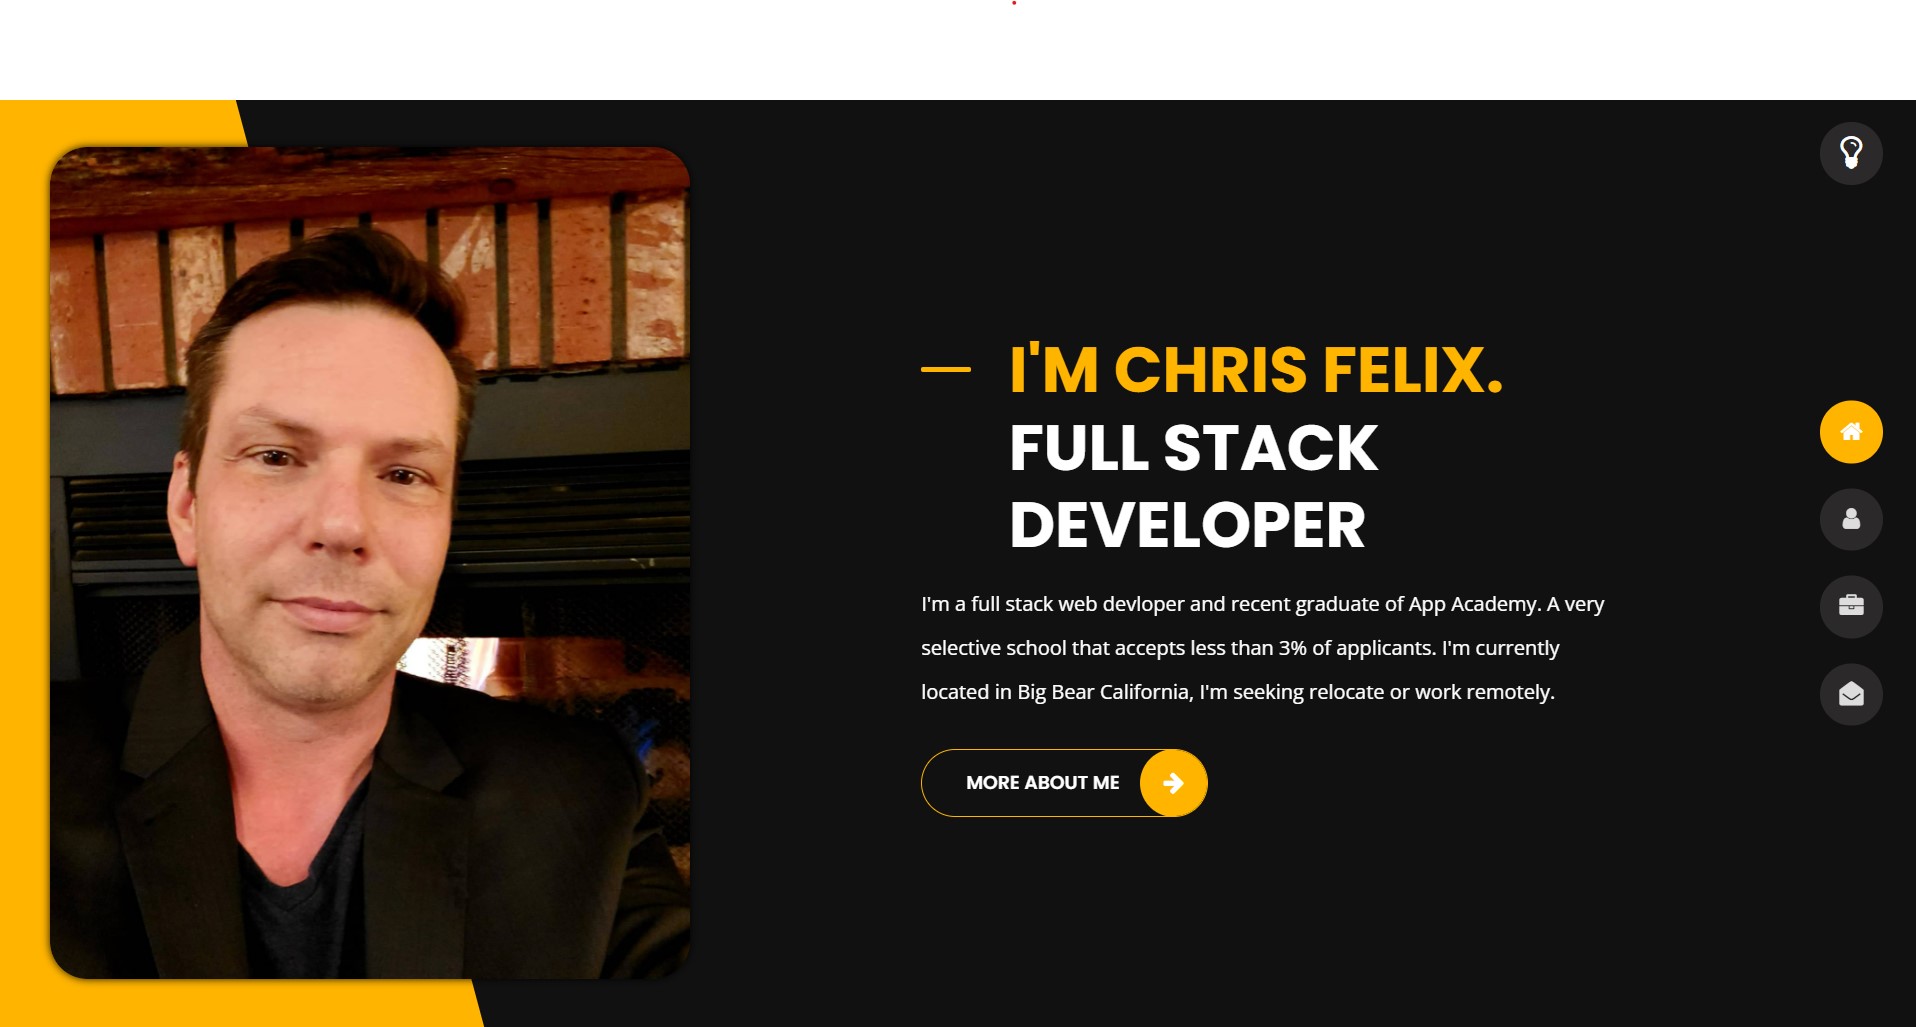 I'M CHRIS FELIX.
FULL STACK
DEVELOPER
I'm a full stack web devloper and recent graduate of App Academy. A very
selective school that accepts less than 3% of applicants. I'm currently
located in Big Bear California, I'm seeking relocate or work remotely.
MORE ABOUT ME